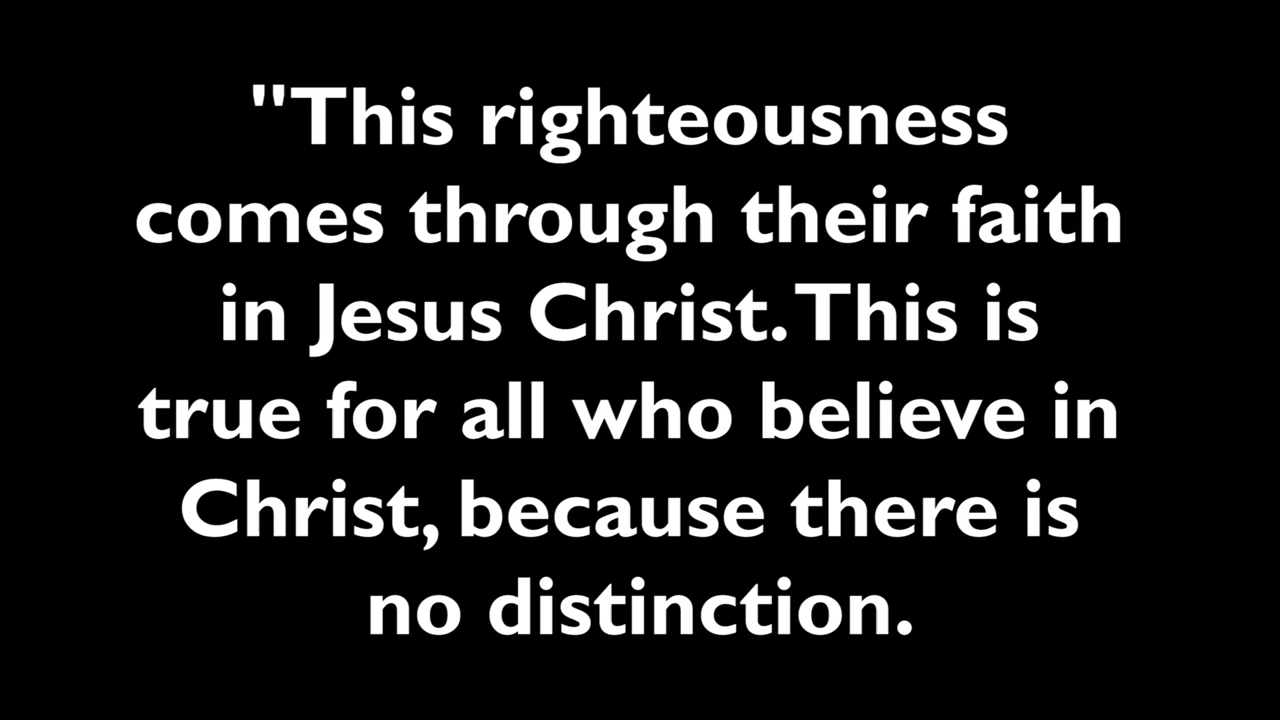 "This righteousness
comes through their faith
in Jesus Christ. This is
true for all who believe in
Christ, because there is
no distinction.